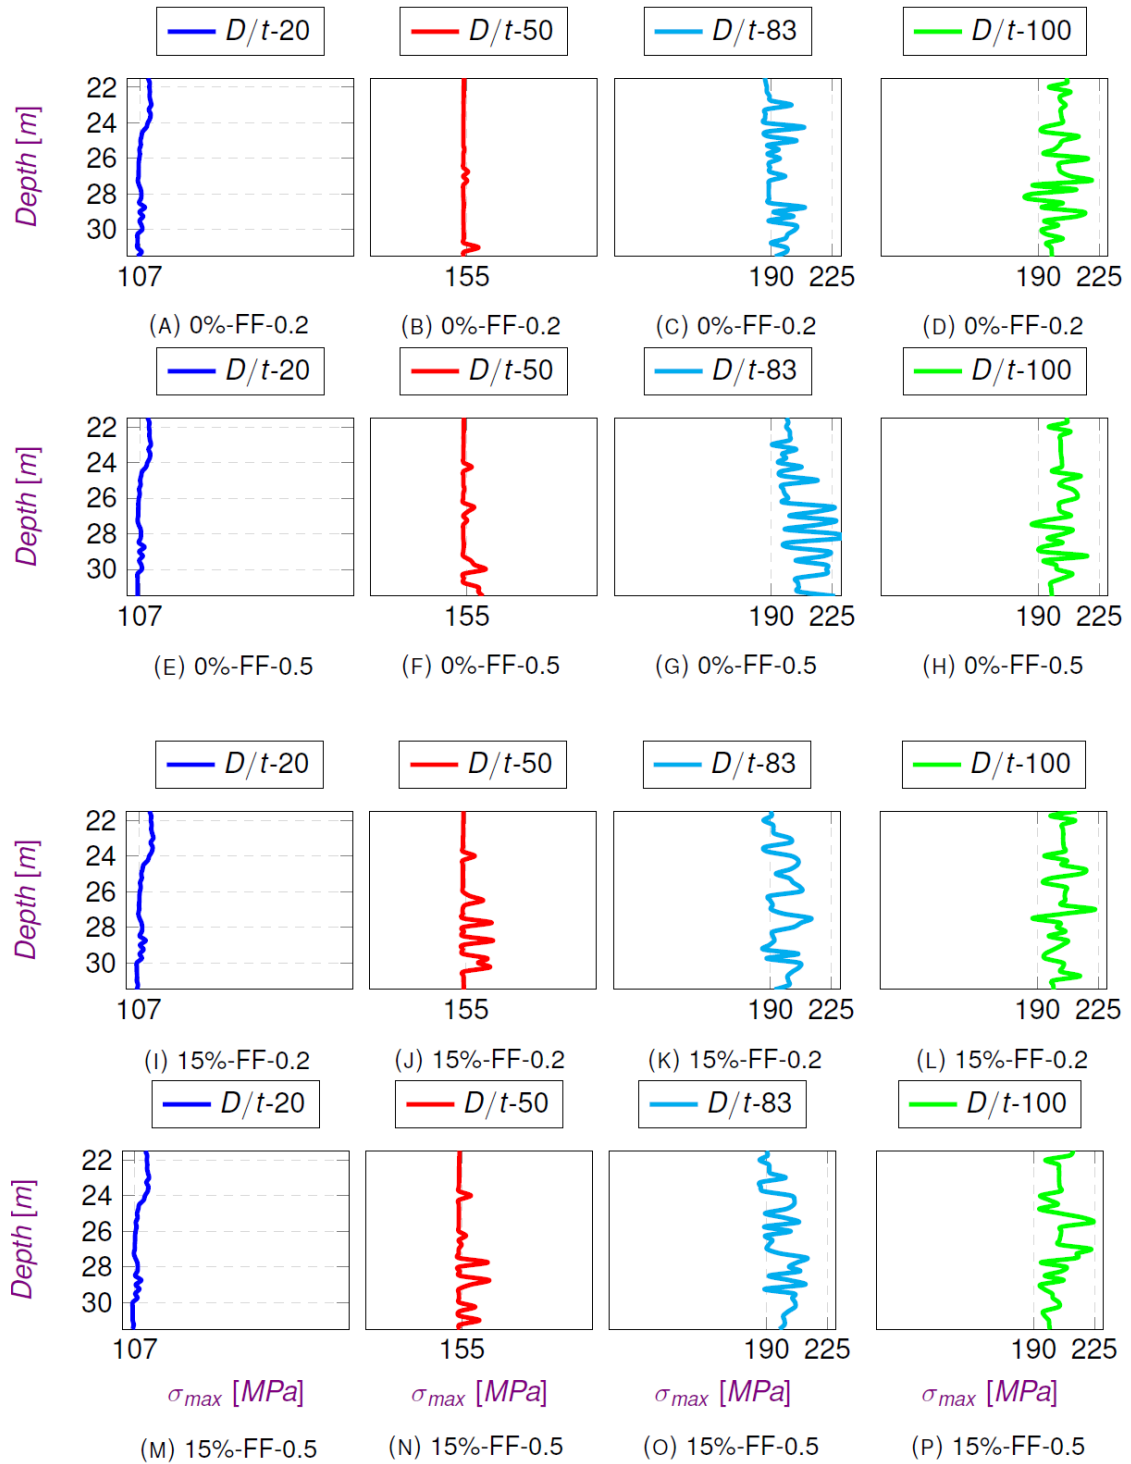 D/t-20 D/t-50 D/t-83 D/t-100
22
24
26
28
30
Depth [m]
107 155 190 225 190 225
(A) 0%-FF-0.2 (B) 0%-FF-0.2 (C) 0%-FF-0.2 (D) 0%-FF-0.2
D/t-20 D/t-50 D/t-83 D/t-100
22
24
26
28
30
Depth [m]
107 155 190 225 190 225
(E) 0%-FF-0.5 (F) 0%-FF-0.5 (G) 0%-FF-0.5 (H) 0%-FF-0.5
D/t-20 D/t-50 D/t-83 D/t-100
22
24
26
28
30
Depth [m]
107 155 190 225 190 225
(I) 15%-FF-0.2 (J) 15%-FF-0.2 (K) 15%-FF-0.2 (L) 15%-FF-0.2
D/t-20 D/t-50 D/t-83 D/t-100
22
24
26
28
30
Depth [m]
107 155 190 225 190 225
σmax [MPa] σmax [MPa] σmax [MPa] σmax [MPa]
(M) 15%-FF-0.5 (N) 15%-FF-0.5 (O) 15%-FF-0.5 (P) 15%-FF-0.5